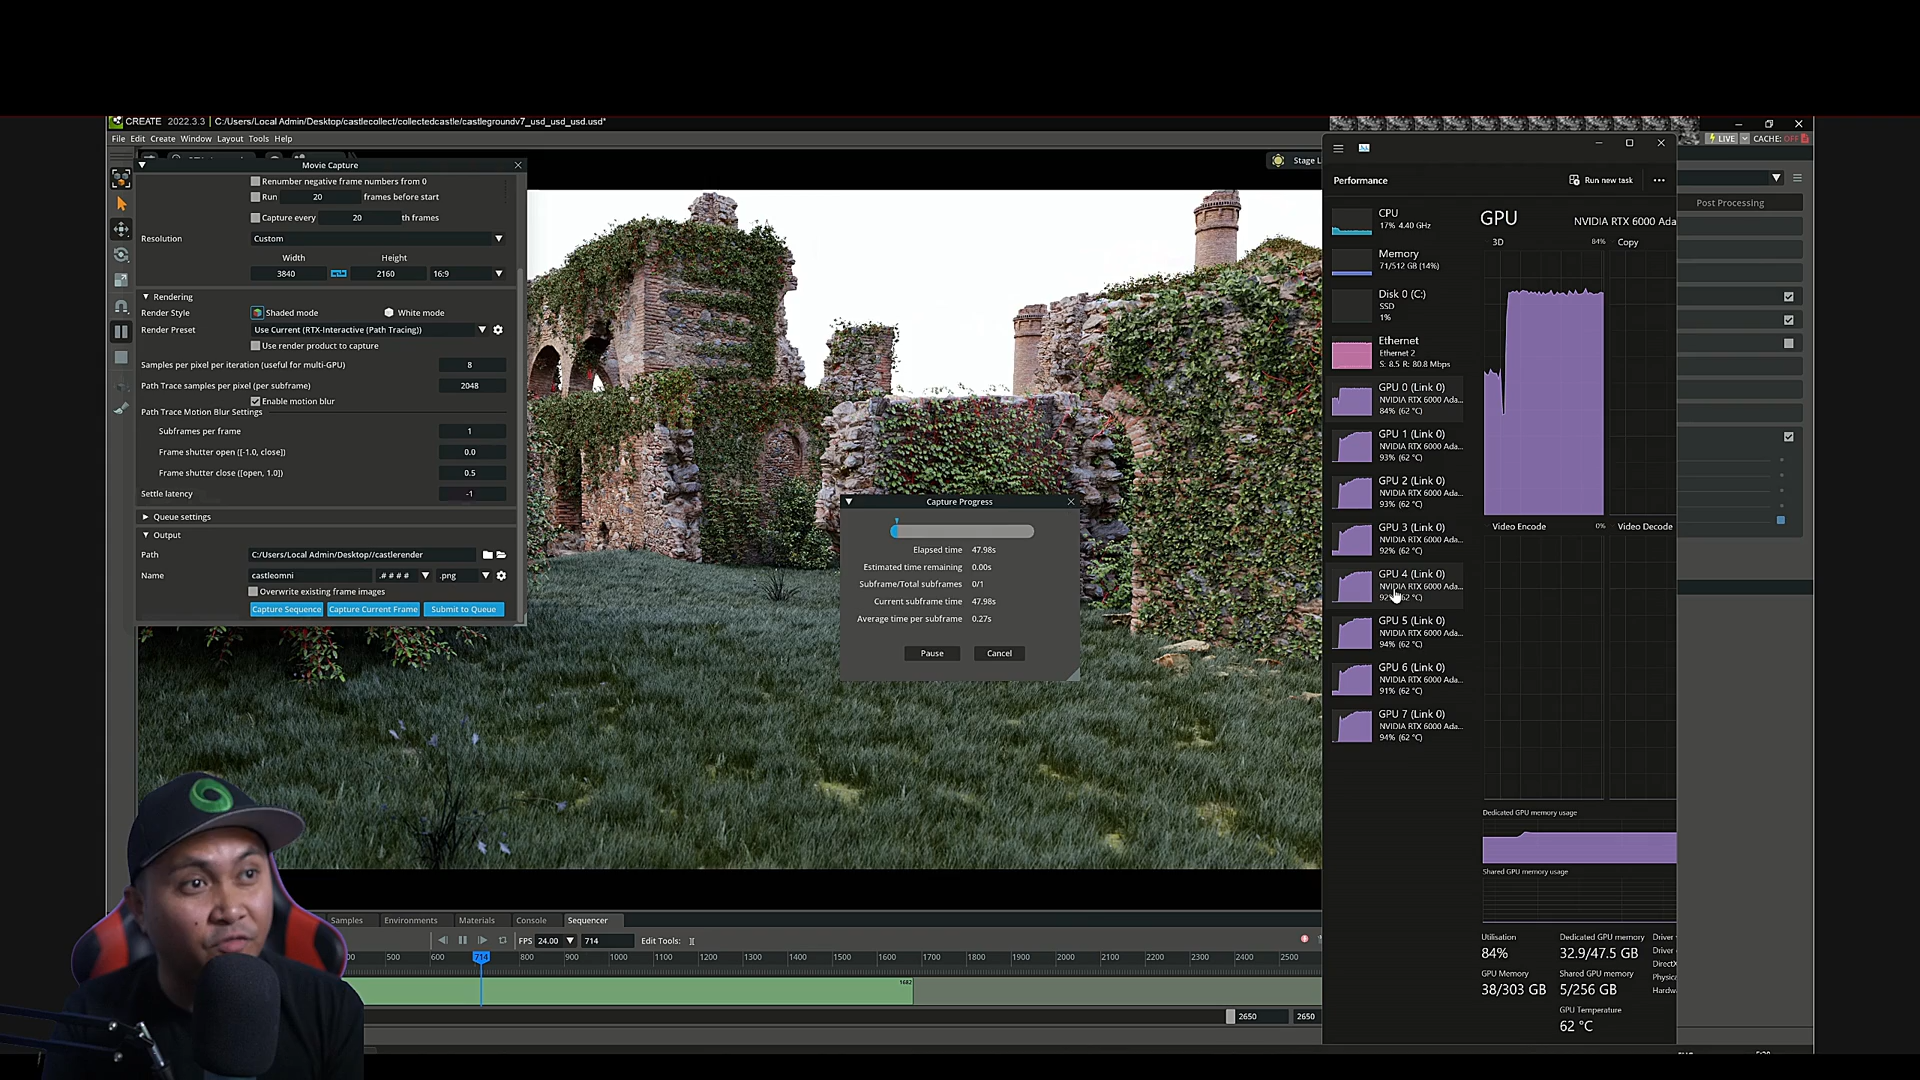 CREATE 2022.3.3 C:/Users/Local Admin/Desktop/castlecollect/collectedcastle/castlegroundv7_usd_usd_usd.usd*
File Edit Create Window Layout Tools Help
LIVE CACHE: OFF
Movie Capture
Renumber negative frame numbers from 0
Run 20 frames before start
Capture every 20 th frames
Resolution Custom
Width Height
3840 2160 16:9
Rendering
Render Style Shaded mode White mode
Render Preset Use Current (RTX-Interactive (Path Tracing))
Use render product to capture
Samples per pixel per iteration (useful for multi-GPU) 8
Path Trace samples per pixel (per subframe) 2048
Enable motion blur
Path Trace Motion Blur Settings
Subframes per frame 1
Frame shutter open ([-1.0, close]) 0.0
Frame shutter close ([open, 1.0]) 0.5
Settle latency -1
Queue settings
Output
Path C:/Users/Local Admin/Desktop//castlerender
Name castleomni .#### .png
Overwrite existing frame images
Capture Sequence Capture Current Frame Submit to Queue
Stage L
Capture Progress
Elapsed time 47.98s
Estimated time remaining 0.00s
Subframe/Total subframes 0/1
Current subframe time 47.98s
Average time per subframe 0.27s
Pause Cancel
Performance Run new task ...
CPU
17% 4.40 GHz
Memory
71/512 GB (14%)
Disk 0 (C:)
SSD
1%
Ethernet
Ethernet 2
S: 8.5 R: 80.8 Mbps
GPU 0 (Link 0)
NVIDIA RTX 6000 Ada...
84% (62 °C)
GPU 1 (Link 0)
NVIDIA RTX 6000 Ada...
93% (62 °C)
GPU 2 (Link 0)
NVIDIA RTX 6000 Ada...
93% (62 °C)
GPU 3 (Link 0)
NVIDIA RTX 6000 Ada...
92% (62 °C)
GPU 4 (Link 0)
NVIDIA RTX 6000 Ada...
62 °C)
GPU 5 (Link 0)
NVIDIA RTX 6000 Ada...
94% (62 °C)
GPU 6 (Link 0)
NVIDIA RTX 6000 Ada...
91% (62 °C)
GPU 7 (Link 0)
NVIDIA RTX 6000 Ada...
94% (62 °C)
GPU NVIDIA RTX 6000 Ada
3D 84% Copy
Video Encode 0% Video Decode
Dedicated GPU memory usage
Shared GPU memory usage
Utilisation Dedicated GPU memory Driver
84% 32.9/47.5 GB
GPU Memory Shared GPU memory
38/303 GB 5/256 GB
DirectX
Physica
Hardw
GPU Temperature
62 °C
Post Processing
Samples Environments Materials Console Sequencer
FPS 24.00 714 Edit Tools:
500 600 714 800 900 1000 1100 1200 1300 1400 1500 1600 1700 1800 1900 2000 2100 2200 2300 2400 2500
1682
2650 2650